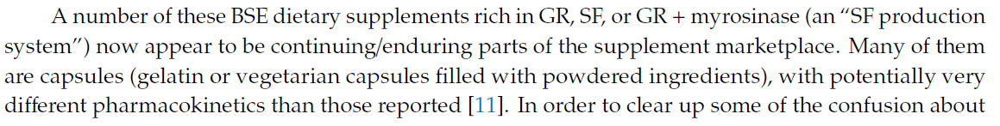 A number of these BSE dietary supplements rich in GR, SF, or GR + myrosinase (an “SF production
system”) now appear to be continuing/enduring parts of the supplement marketplace. Many of them
are capsules (gelatin or vegetarian capsules filled with powdered ingredients), with potentially very
different pharmacokinetics than those reported [11]. In order to clear up some of the confusion about